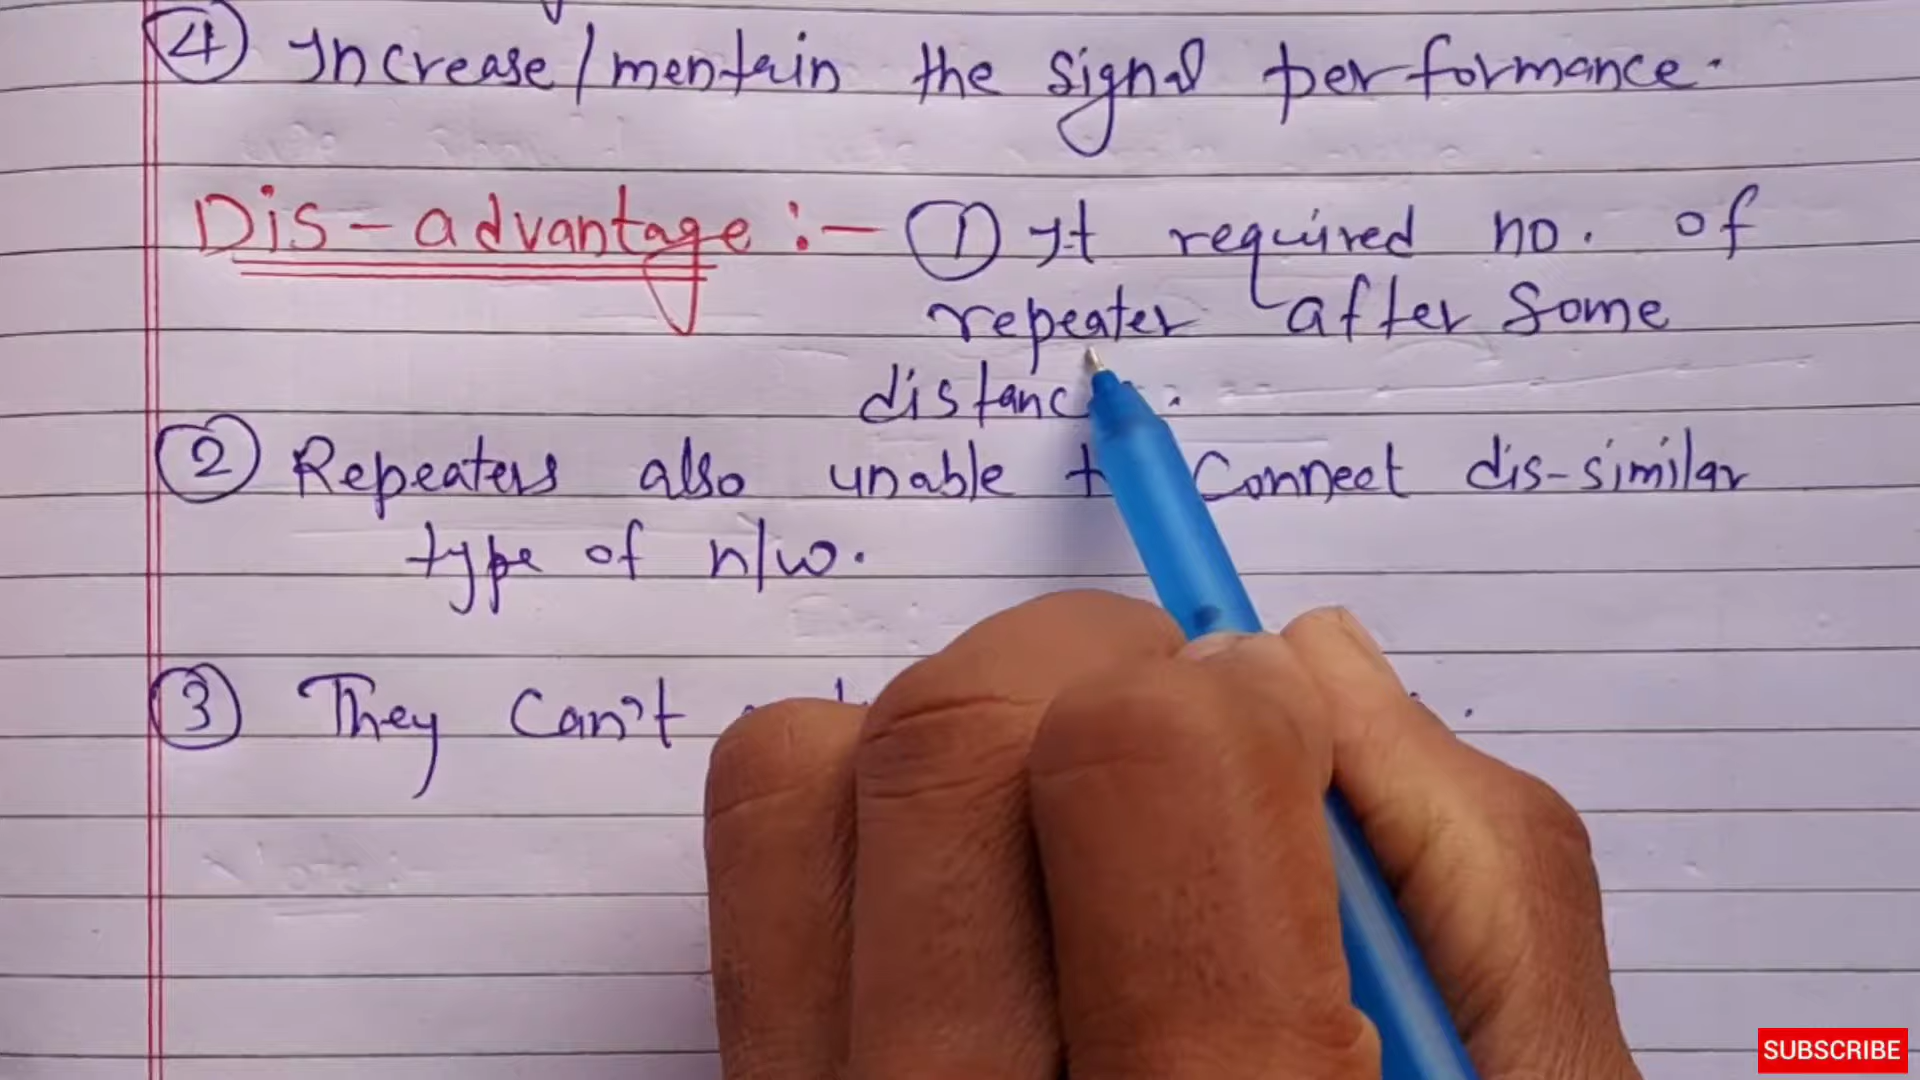 ④ Increase/mentain the signal performance.
Dis-advantage :- ① It required no. of
repeater after some
distanc .
② Repeaters also unable Connect dis-similar
type of n/w.
③ They Can't
SUBSCRIBE